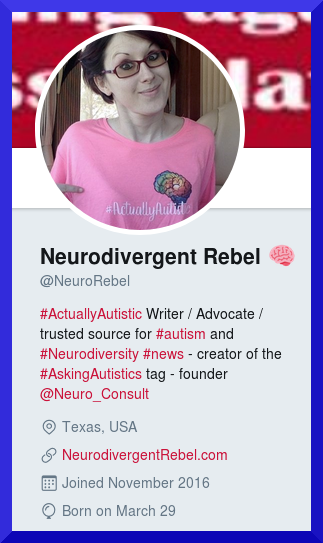 #ActuallyAutist
Neurodivergent Rebel 🧠
@NeuroRebel
#ActuallyAutistic Writer / Advocate /
trusted source for #autism and
#Neurodiversity #news - creator of the
#AskingAutistics tag - founder
@Neuro_Consult
Texas, USA
NeurodivergentRebel.com
Joined November 2016
Born on March 29